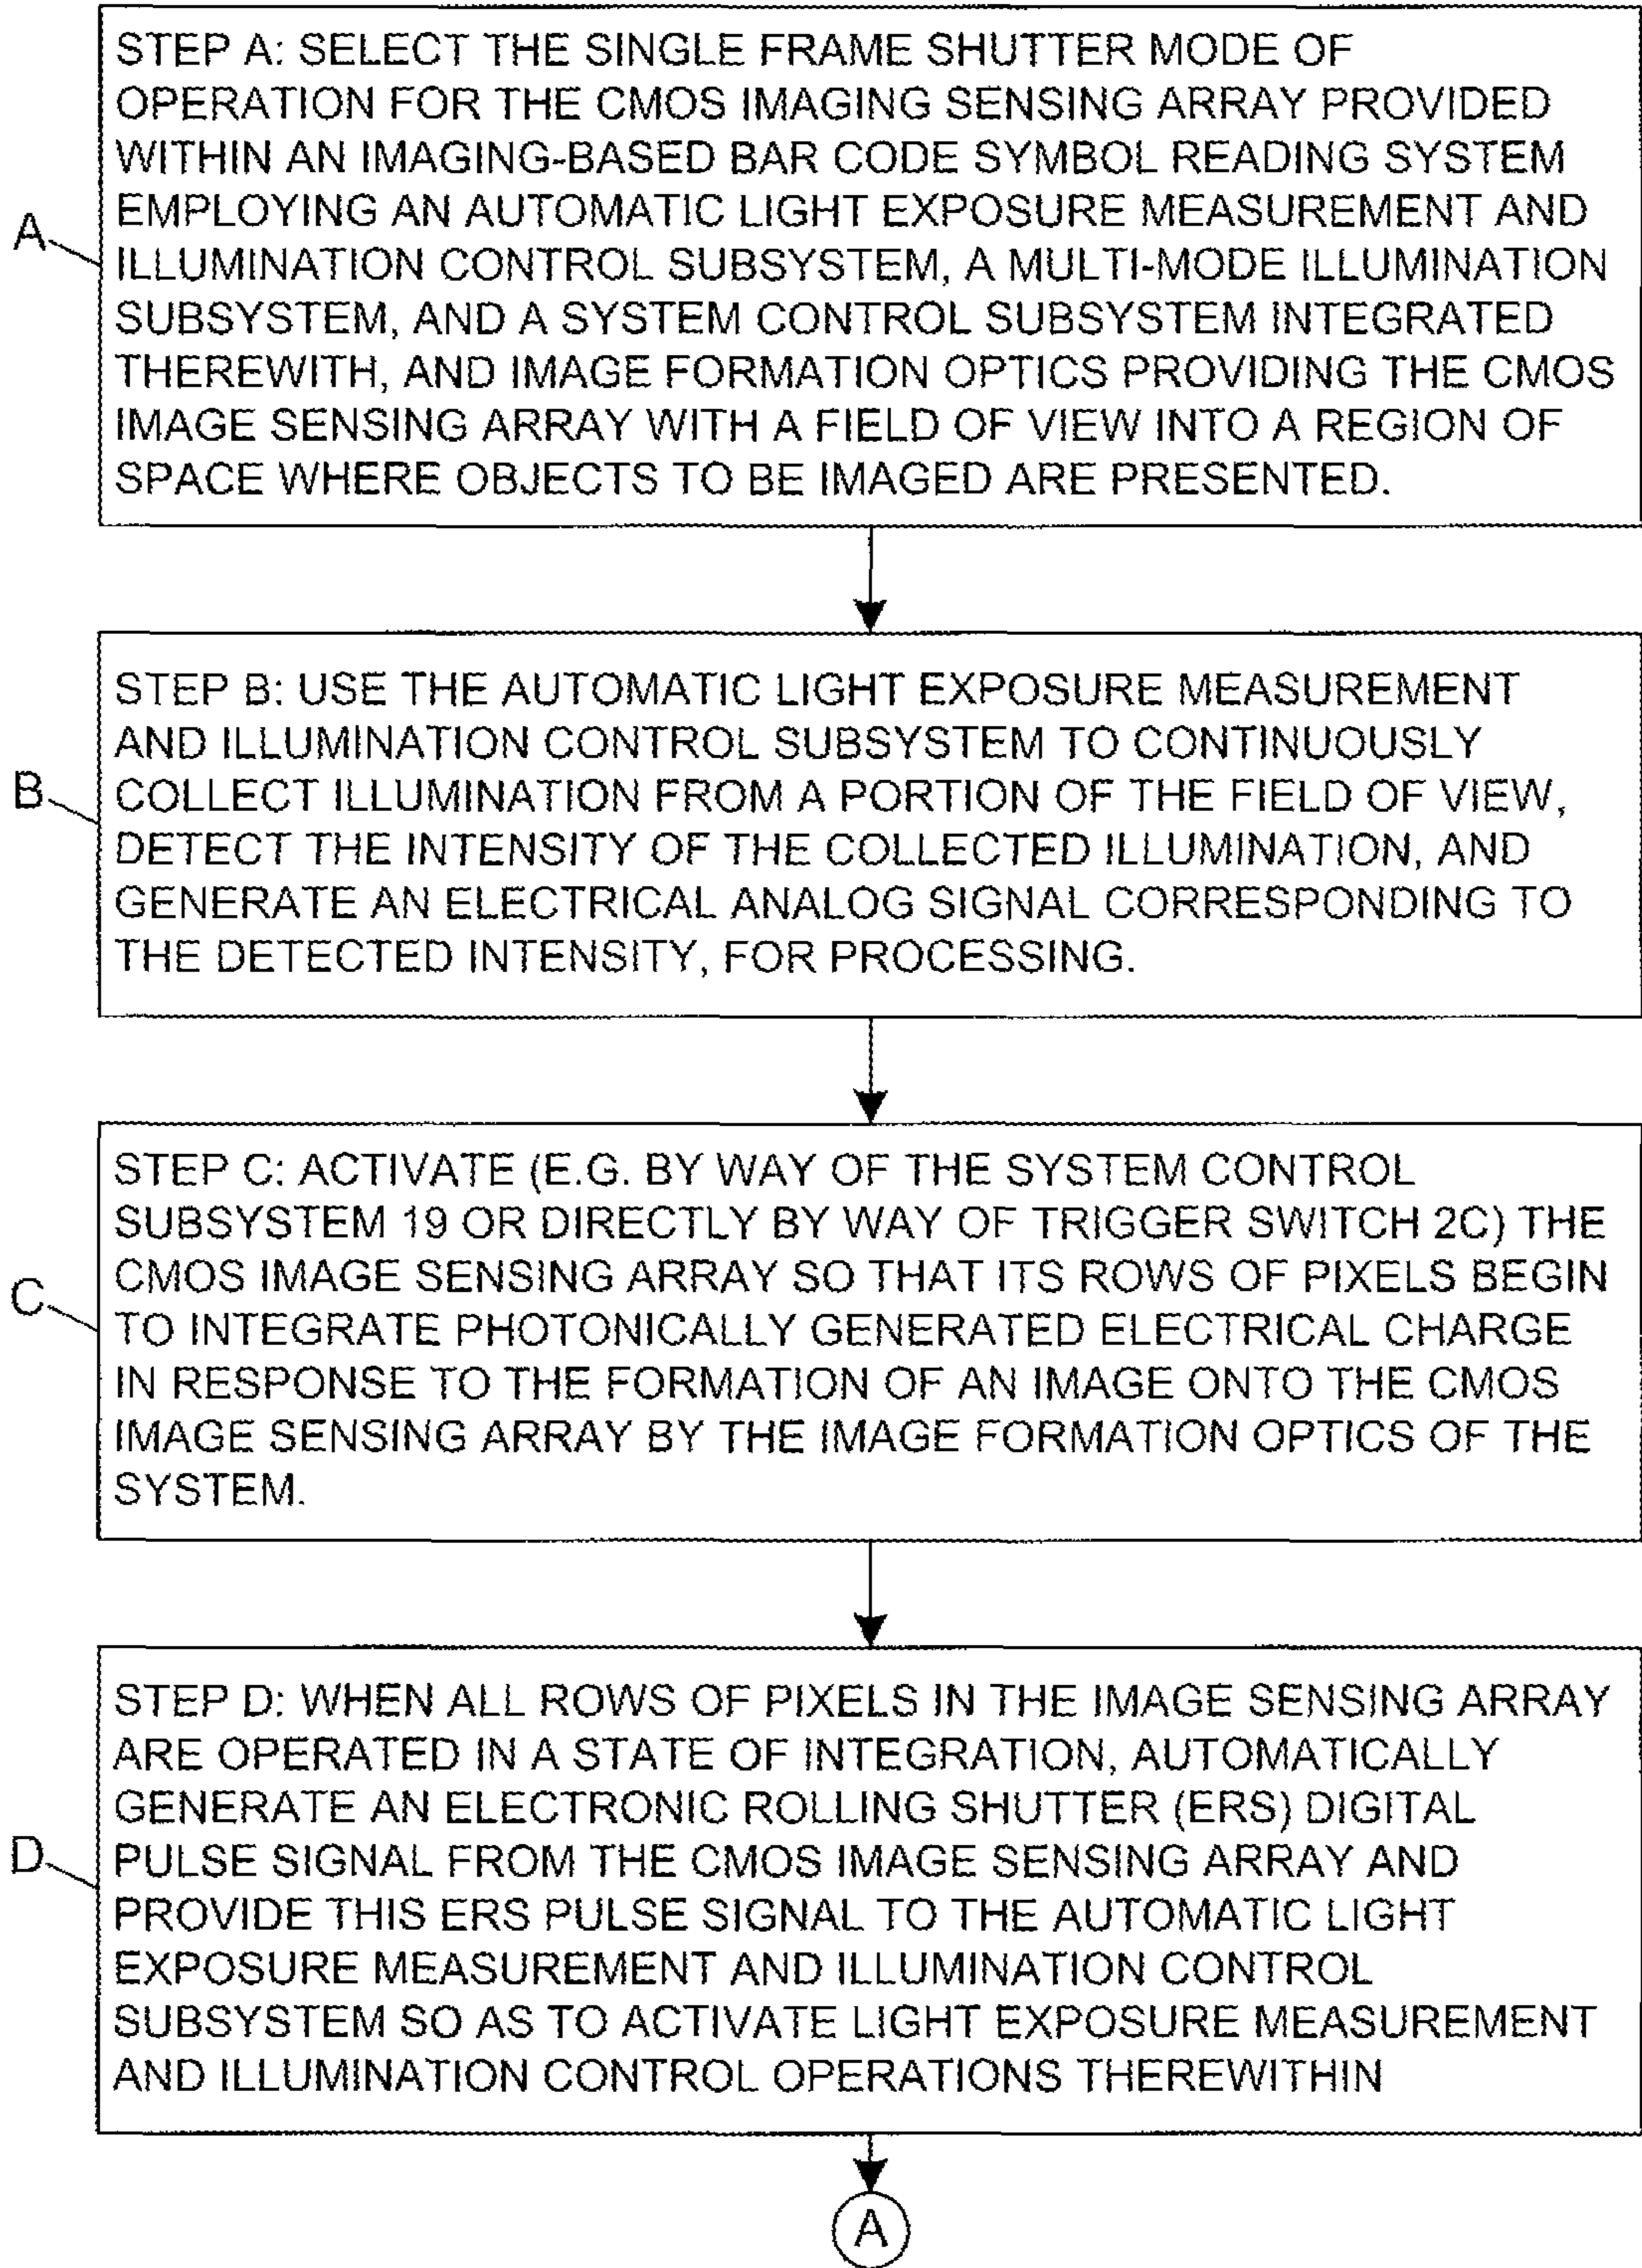 STEP A: SELECT THE SINGLE FRAME SHUTTER MODE OF
OPERATION FOR THE CMOS IMAGING SENSING ARRAY PROVIDED
WITHIN AN IMAGING-BASED BAR CODE SYMBOL READING SYSTEM
EMPLOYING AN AUTOMATIC LIGHT EXPOSURE MEASUREMENT AND
A
ILLUMINATION CONTROL SUBSYSTEM, A MULTI-MODE ILLUMINATION
SUBSYSTEM, AND A SYSTEM CONTROL SUBSYSTEM INTEGRATED
THEREWITH, AND IMAGE FORMATION OPTICS PROVIDING THE CMOS
IMAGE SENSING ARRAY WITH A FIELD OF VIEW INTO A REGION OF
SPACE WHERE OBJECTS TO BE IMAGED ARE PRESENTED.
STEP B: USE THE AUTOMATIC LIGHT EXPOSURE MEASUREMENT
AND ILLUMINATION CONTROL SUBSYSTEM TO CONTINUOUSLY
B
COLLECT ILLUMINATION FROM A PORTION OF THE FIELD OF VIEW,
DETECT THE INTENSITY OF THE COLLECTED ILLUMINATION, AND
GENERATE AN ELECTRICAL ANALOG SIGNAL CORRESPONDING TO
THE DETECTED INTENSITY, FOR PROCESSING.
STEP C: ACTIVATE (E.G. BY WAY OF THE SYSTEM CONTROL
SUBSYSTEM 19 OR DIRECTLY BY WAY OF TRIGGER SWITCH 2C) THE
CMOS IMAGE SENSING ARRAY SO THAT ITS ROWS OF PIXELS BEGIN
C
TO INTEGRATE PHOTONICALLY GENERATED ELECTRICAL CHARGE
IN RESPONSE TO THE FORMATION OF AN IMAGE ONTO THE CMOS
IMAGE SENSING ARRAY BY THE IMAGE FORMATION OPTICS OF THE
SYSTEM.
STEP D: WHEN ALL ROWS OF PIXELS IN THE IMAGE SENSING ARRAY
ARE OPERATED IN A STATE OF INTEGRATION, AUTOMATICALLY
GENERATE AN ELECTRONIC ROLLING SHUTTER (ERS) DIGITAL
D
PULSE SIGNAL FROM THE CMOS IMAGE SENSING ARRAY AND
PROVIDE THIS ERS PULSE SIGNAL TO THE AUTOMATIC LIGHT
EXPOSURE MEASUREMENT AND ILLUMINATION CONTROL
SUBSYSTEM SO AS TO ACTIVATE LIGHT EXPOSURE MEASUREMENT
AND ILLUMINATION CONTROL OPERATIONS THEREWITHIN
A